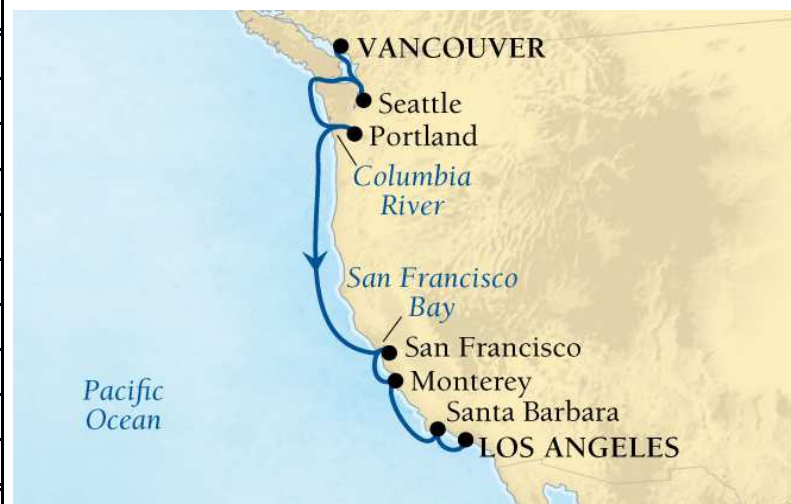 VANCOUVER
Seattle
Portland
Columbia
River
San Francisco
Bay
San Francisco
Monterey
Pacific
Ocean
Santa Barbara
LOS ANGELES